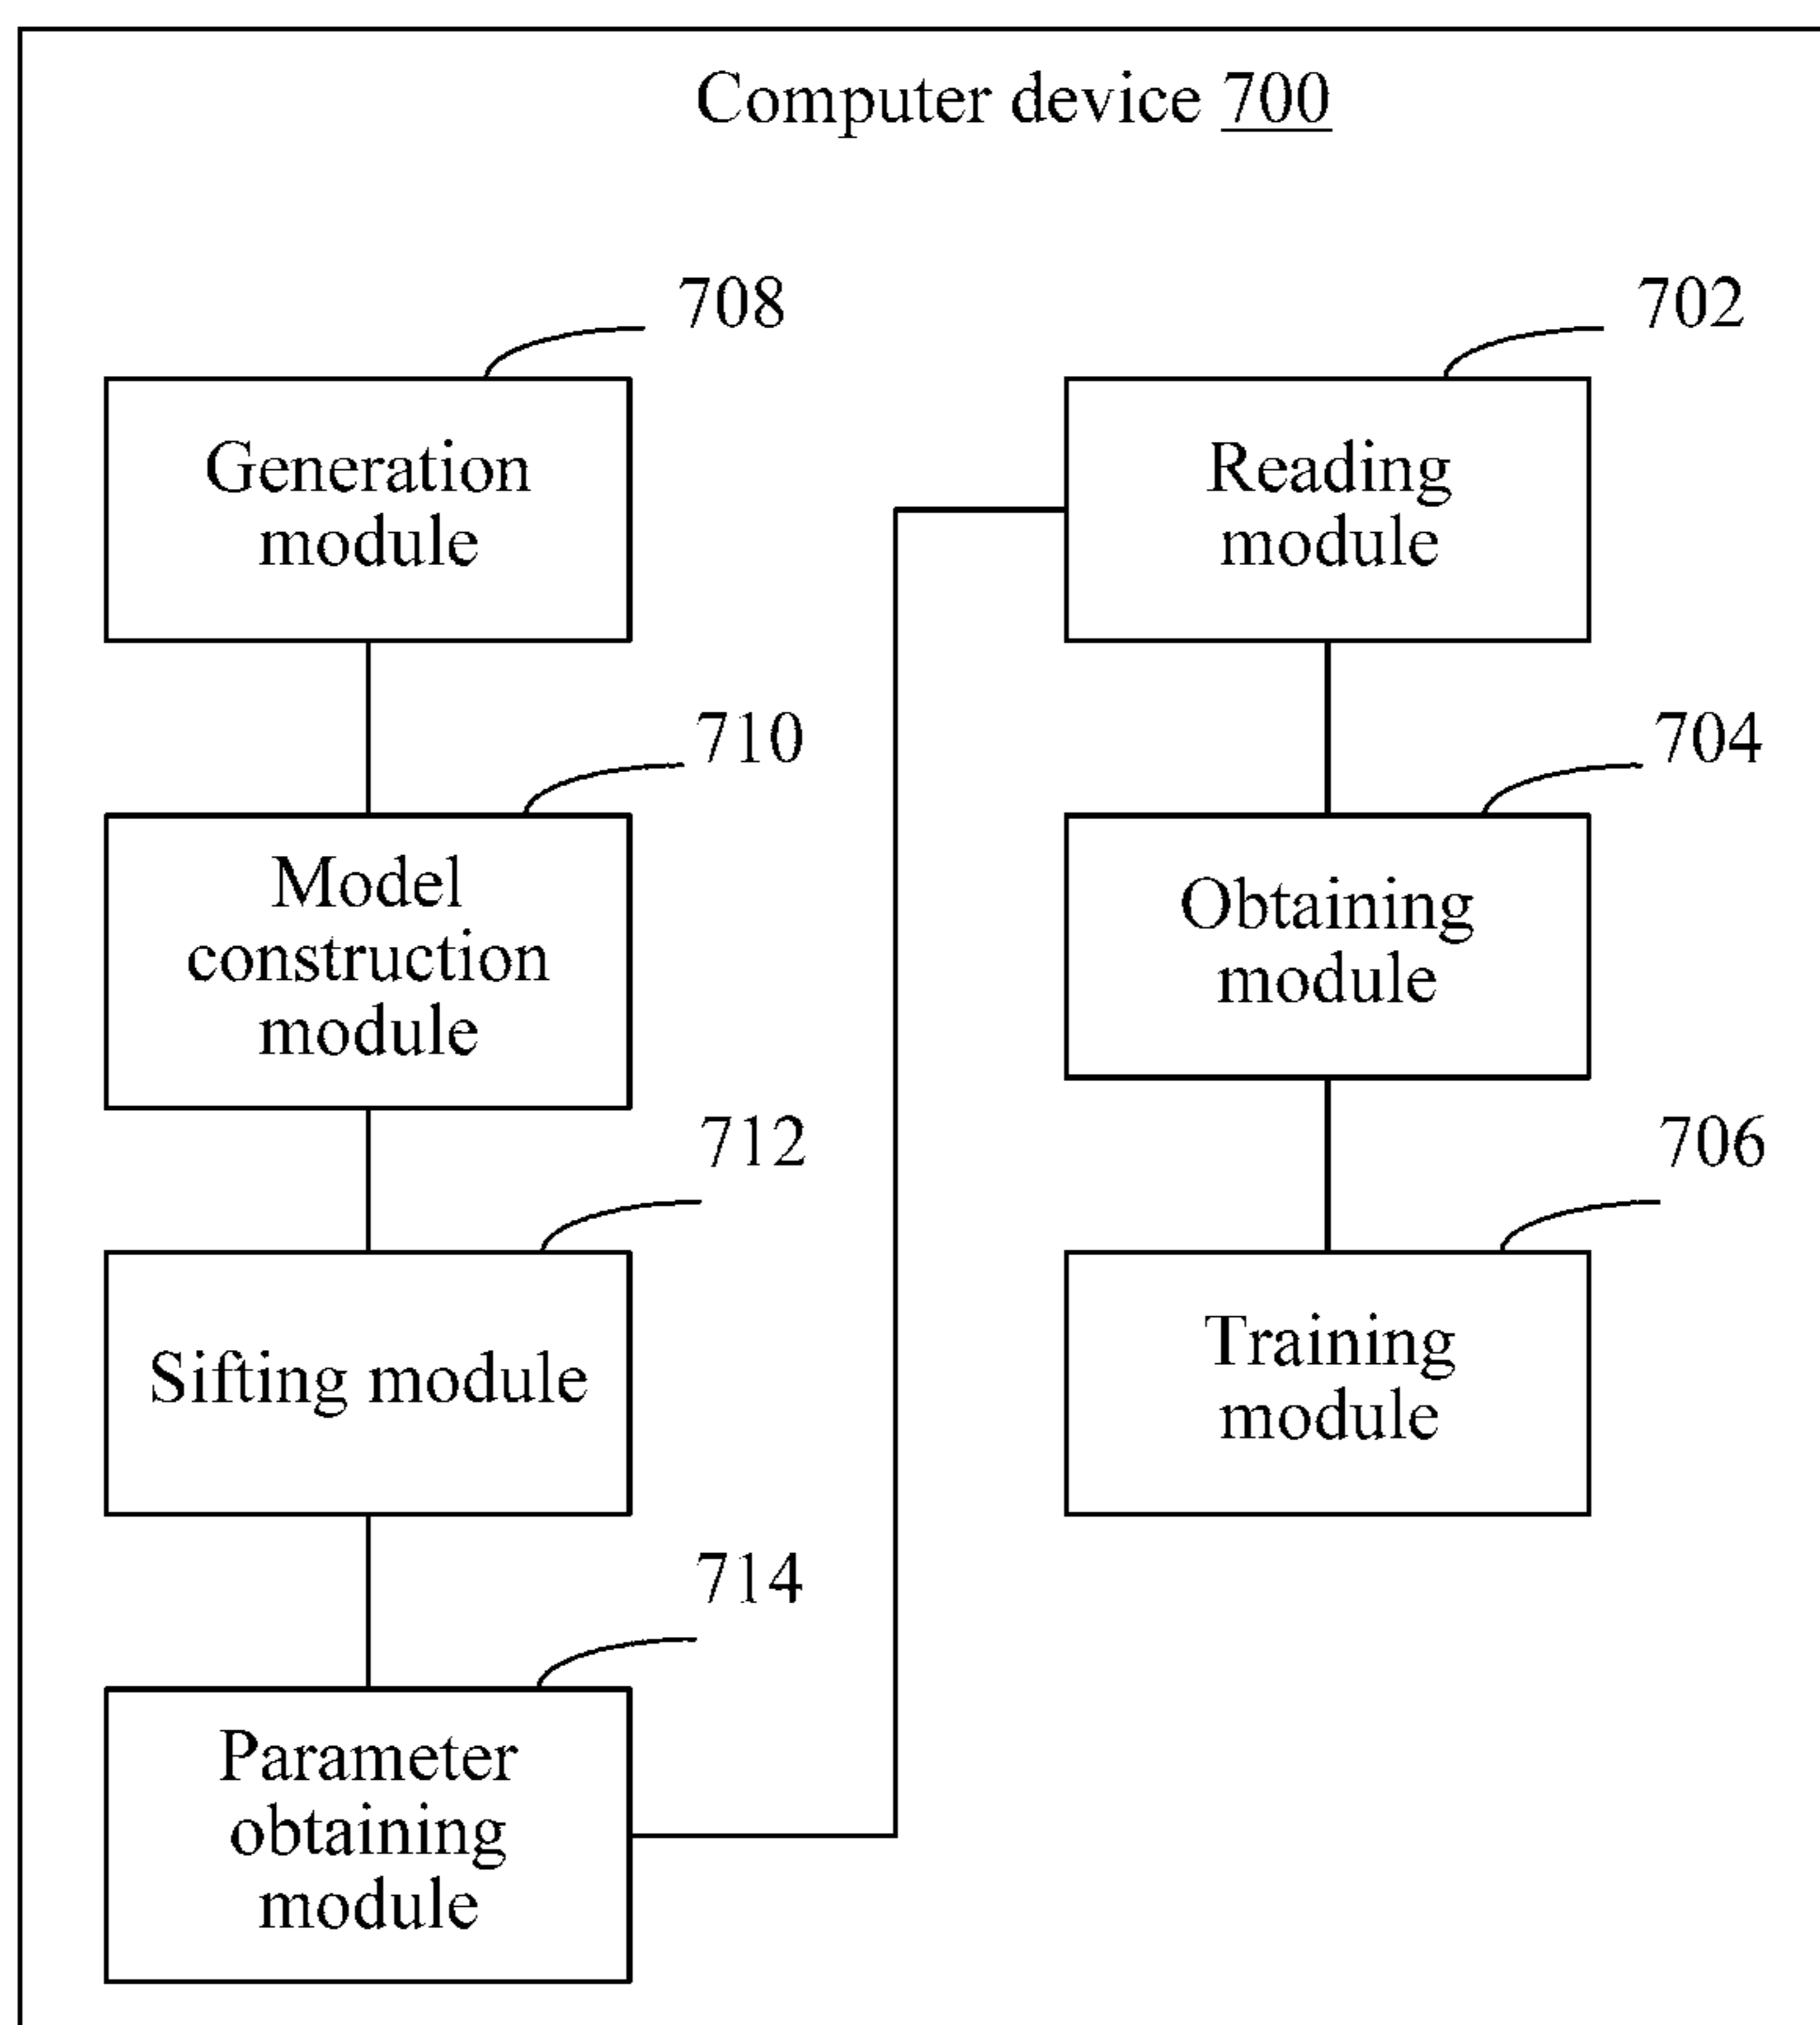 Computer device 700
708
Generation
module
710
Model
construction
module
712
Sifting module
714
Parameter
obtaining
module
702
Reading
module
704
Obtaining
module
706
Training
module